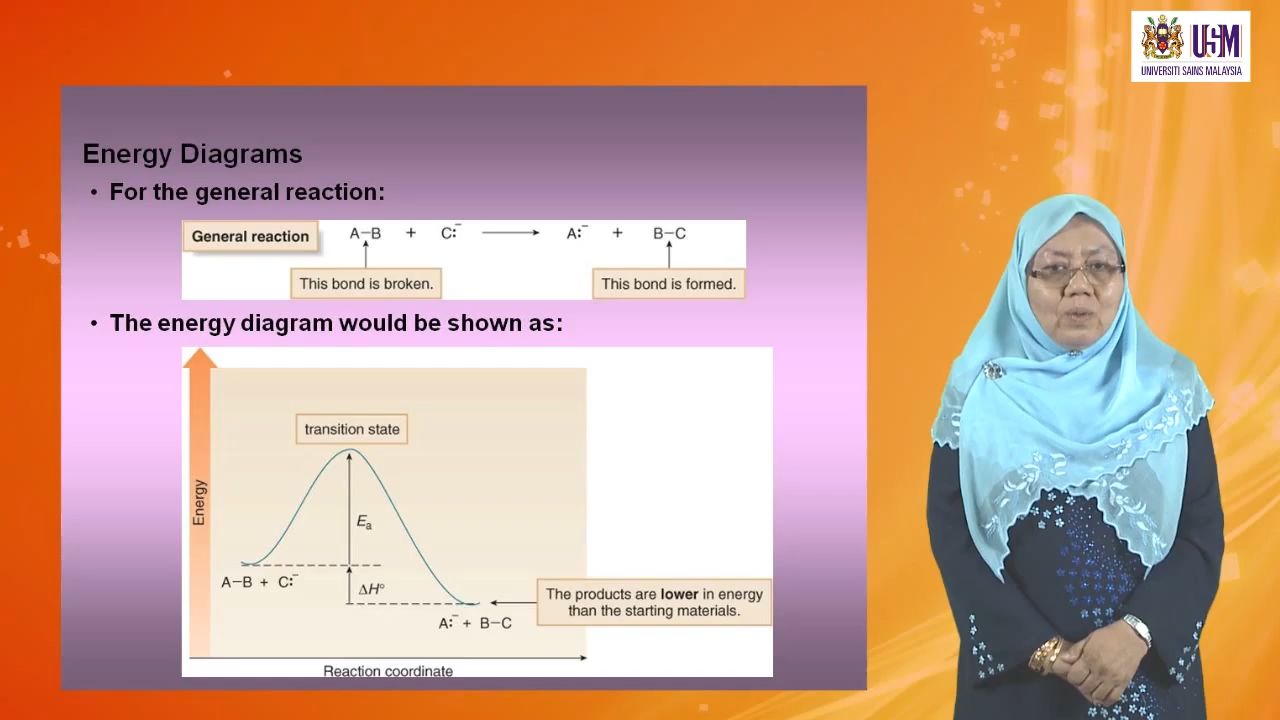 USM
UNIVERSITI SAINS MALAYSIA
Energy Diagrams
• For the general reaction:
General reaction A–B + C:⁻ ⟶ A:⁻ + B–C
This bond is broken. This bond is formed.
• The energy diagram would be shown as:
transition state
Energy
Eₐ
A–B + C:⁻
ΔH°
The products are lower in energy
than the starting materials.
A:⁻ + B–C
Reaction coordinate